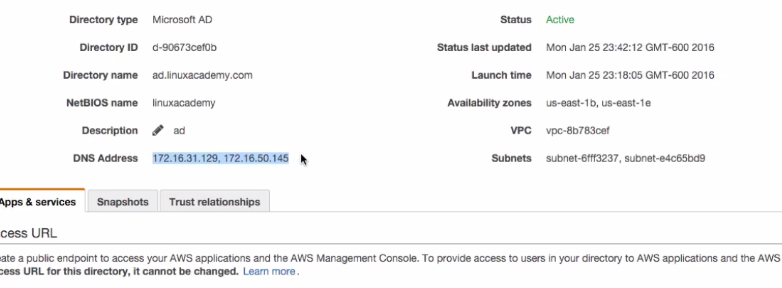 Directory type Microsoft AD Status Active
Directory ID d-90673cef0b Status last updated Mon Jan 25 23:42:12 GMT-600 2016
Directory name ad.linuxacademy.com Launch time Mon Jan 25 23:18:05 GMT-600 2016
NetBIOS name linuxacademy Availability zones us-east-1b, us-east-1e
Description ad VPC vpc-8b783cef
DNS Address 172.16.31.129, 172.16.50.145 Subnets subnet-6fff3237, subnet-e4c65bd9
Apps & services Snapshots Trust relationships
cess URL
eate a public endpoint to access your AWS applications and the AWS Management Console. To provide access to users in your directory to AWS applications and the AWS
cess URL for this directory, it cannot be changed. Learn more.